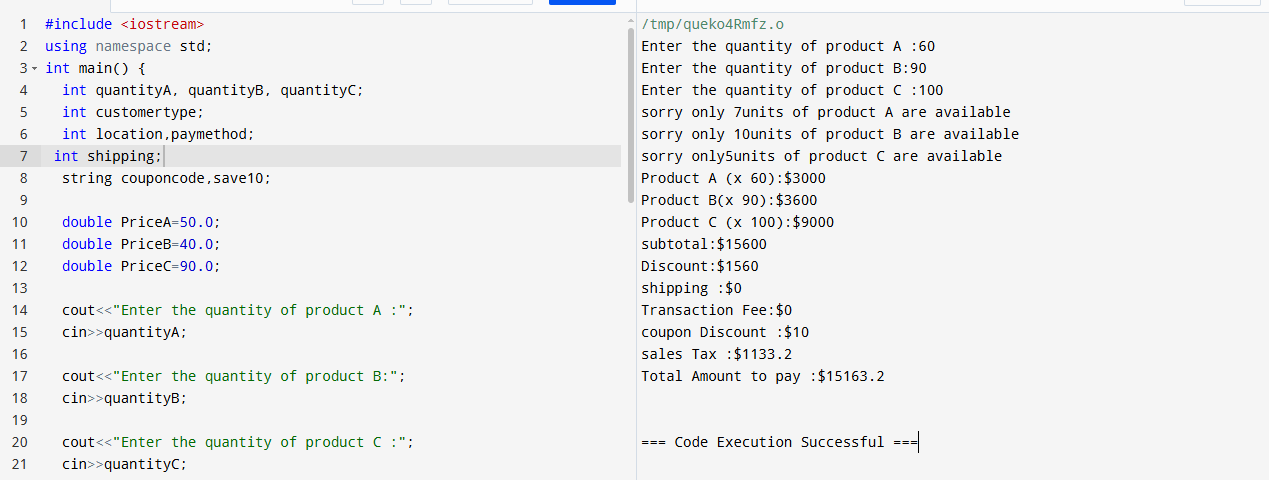 1 #include <iostream>
2 using namespace std;
3 int main() {
4 int quantityA, quantityB, quantityC;
5 int customertype;
6 int location,paymethod;
7 int shipping;
8 string couponcode,save10;
9
10 double PriceA=50.0;
11 double PriceB=40.0;
12 double PriceC=90.0;
13
14 cout<<"Enter the quantity of product A :";
15 cin>>quantityA;
16
17 cout<<"Enter the quantity of product B:";
18 cin>>quantityB;
19
20 cout<<"Enter the quantity of product C :";
21 cin>>quantityC;
/tmp/queko4Rmfz.o
Enter the quantity of product A :60
Enter the quantity of product B:90
Enter the quantity of product C :100
sorry only 7units of product A are available
sorry only 10units of product B are available
sorry only5units of product C are available
Product A (x 60):$3000
Product B(x 90):$3600
Product C (x 100):$9000
subtotal:$15600
Discount:$1560
shipping :$0
Transaction Fee:$0
coupon Discount :$10
sales Tax :$1133.2
Total Amount to pay :$15163.2
=== Code Execution Successful ===